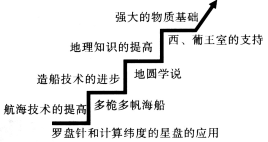 强大的物质基础
西、葡王室的支持
地理知识的提高
地圆学说
造船技术的进步
多桅多帆海船
航海技术的提高
罗盘针和计算纬度的星盘的应用